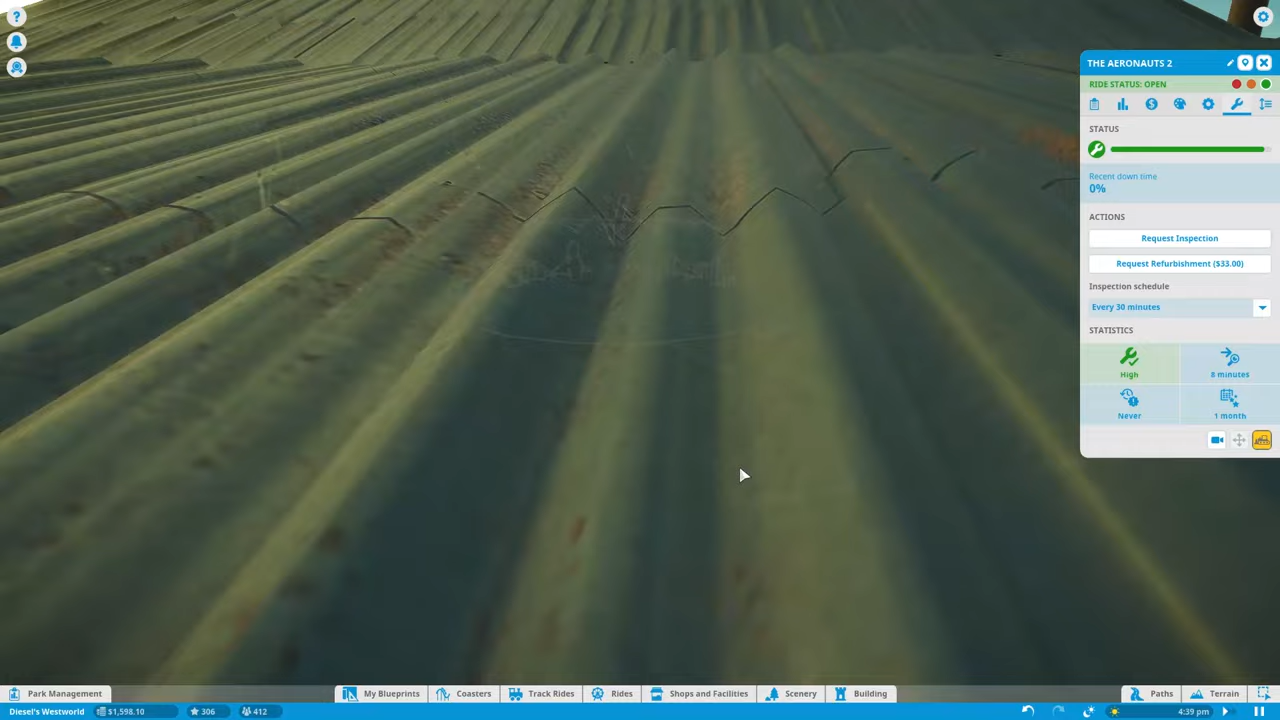 THE AERONAUTS 2
RIDE STATUS: OPEN
STATUS
Recent down time
0%
ACTIONS
Request Inspection
Request Refurbishment ($33.00)
Inspection schedule
Every 30 minutes
STATISTICS
High
8 minutes
Never
1 month
Park Management
My Blueprints
Coasters
Track Rides
Rides
Shops and Facilities
Scenery
Building
Paths
Terrain
Diesel's Westworld
$1,598.10
306
412
4:39 pm